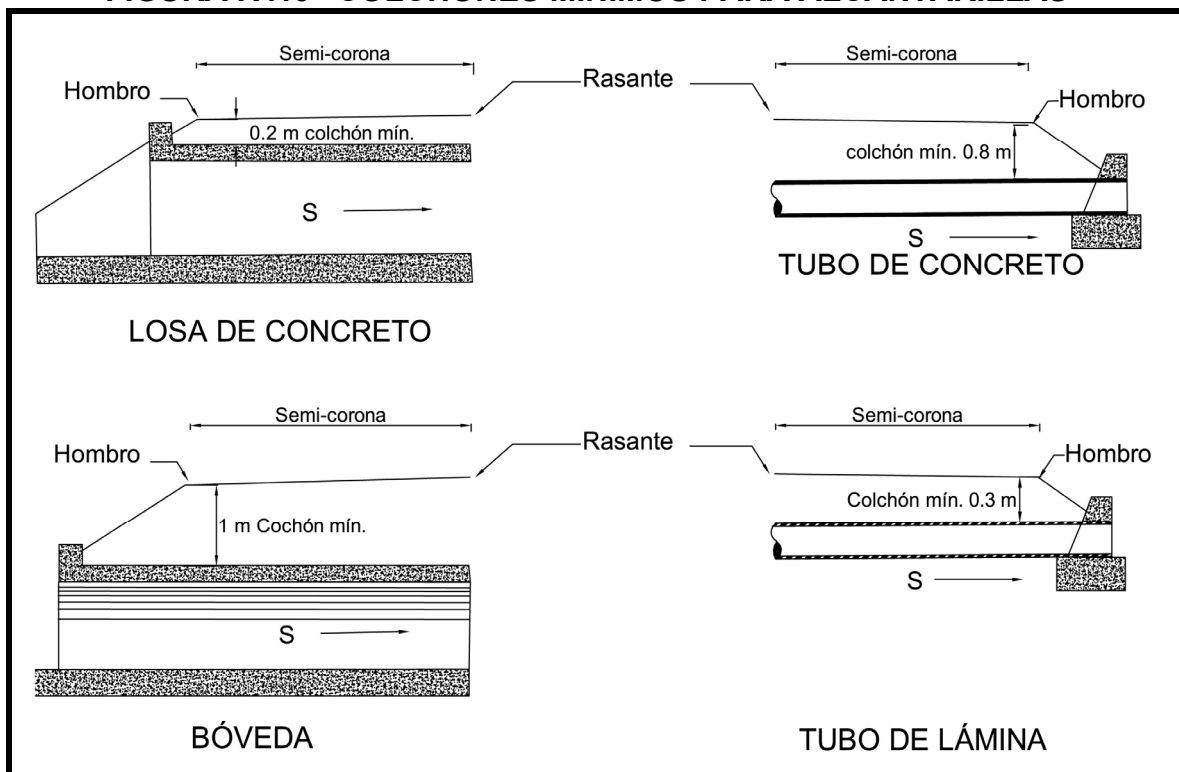 Semi-corona
Hombro
Rasante
0.2 m colchón mín.
S
LOSA DE CONCRETO
Semi-corona
Hombro
colchón mín. 0.8 m
S
TUBO DE CONCRETO
Semi-corona
Hombro
Rasante
1 m Cochón mín.
S
BÓVEDA
Semi-corona
Hombro
Colchón mín. 0.3 m
S
TUBO DE LÁMINA